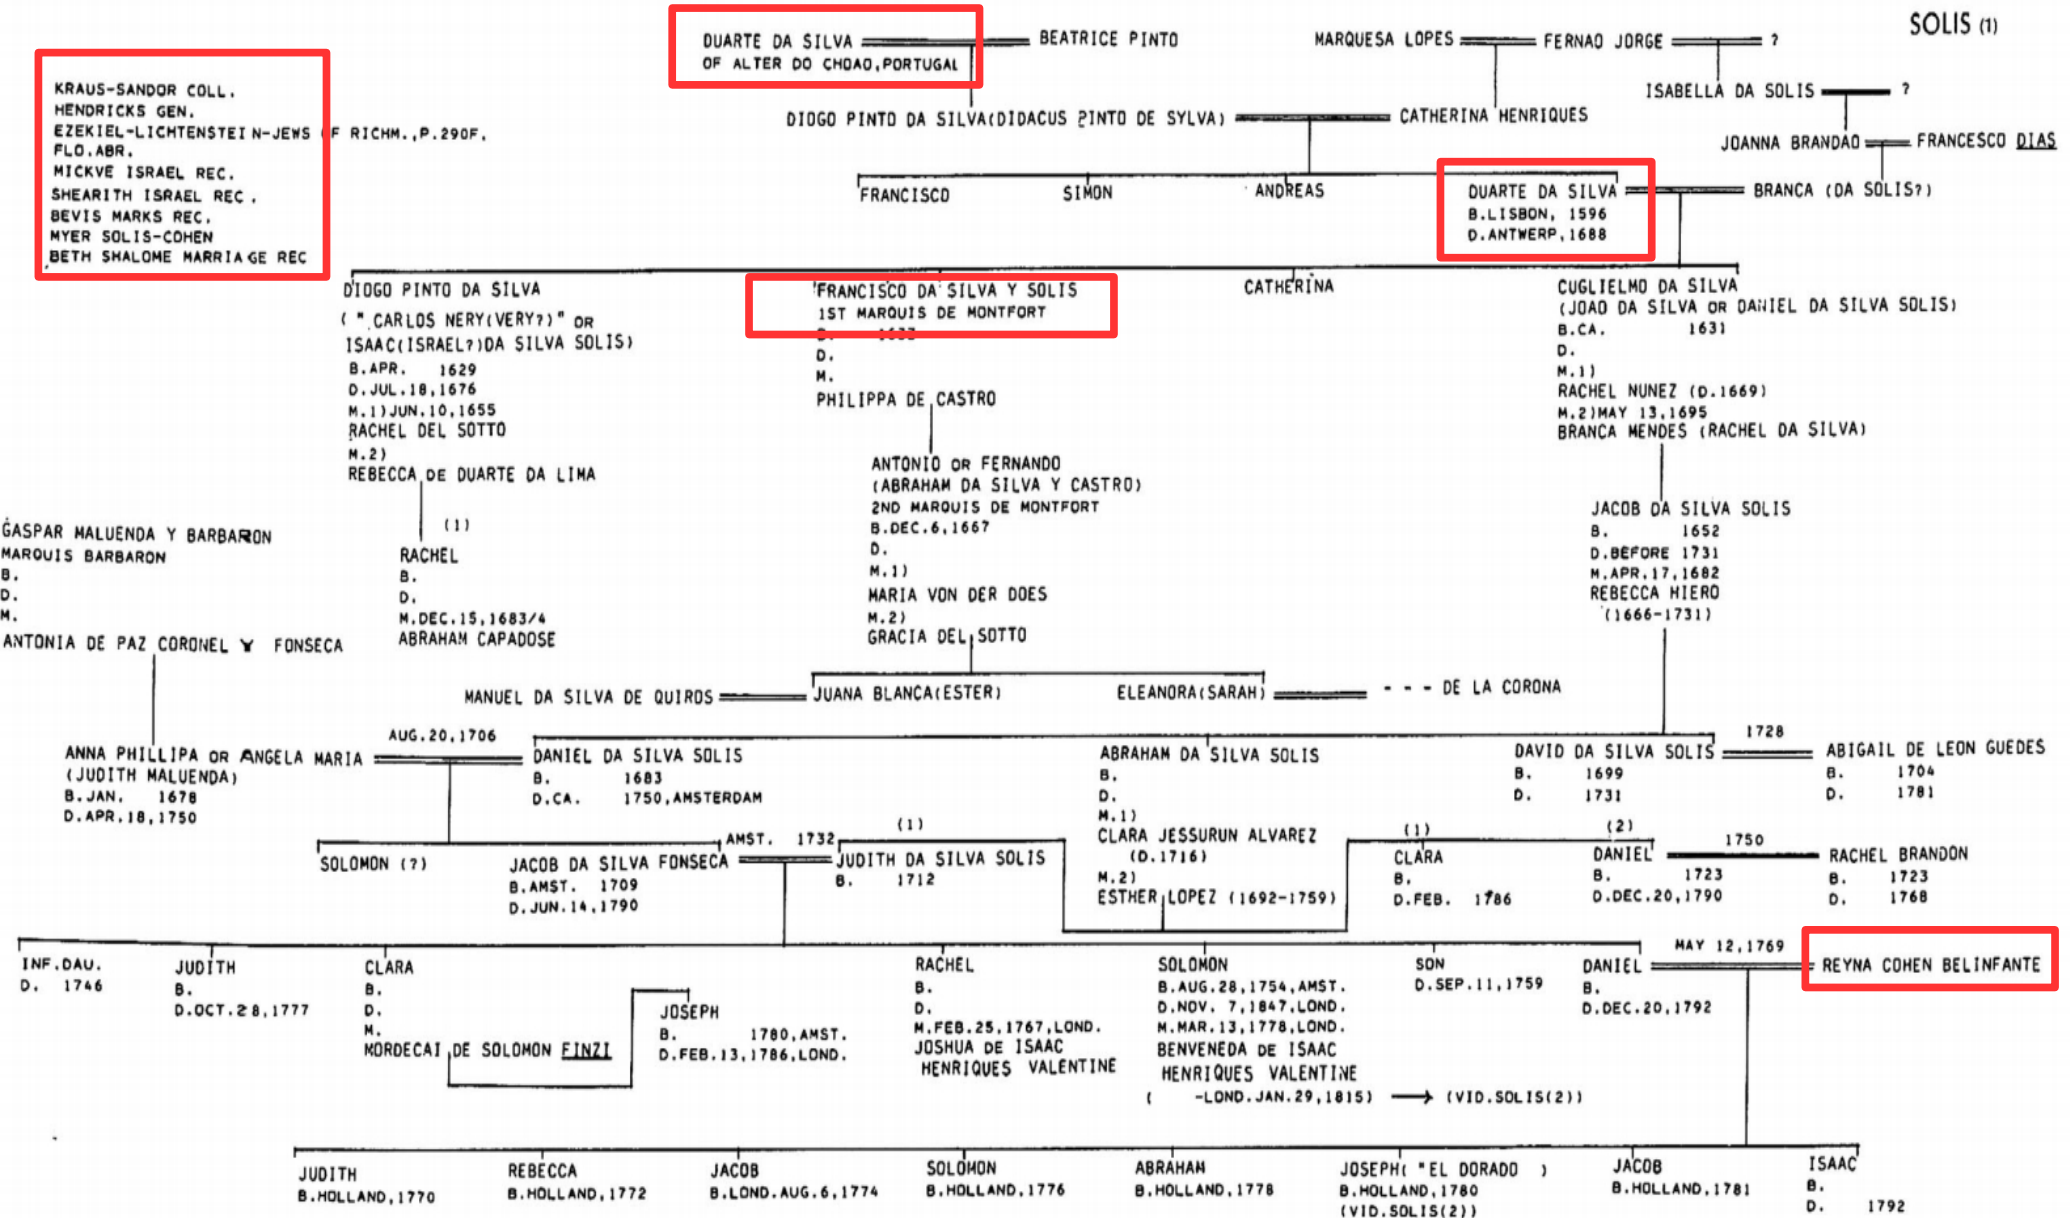 SOLIS (1)
KRAUS-SANDOR COLL.
HENDRICKS GEN.
EZEKIEL-LICHTENSTEIN-JEWS OF RICHM.,P.290F.
FLO.ABR.
MICKVE ISRAEL REC.
SHEARITH ISRAEL REC.
BEVIS MARKS REC.
MYER SOLIS-COHEN
BETH SHALOME MARRIAGE REC
DUARTE DA SILVA
OF ALTER DO CHOAO,PORTUGAL
BEATRICE PINTO
MARQUESA LOPES
FERNAO JORGE
?
ISABELLA DA SOLIS
?
DIOGO PINTO DA SILVA(DIDACUS PINTO DE SYLVA)
CATHERINA HENRIQUES
JOANNA BRANDAO
FRANCESCO DIAS
FRANCISCO
SIMON
ANDREAS
DUARTE DA SILVA
B.LISBON, 1596
D.ANTWERP,1688
BRANCA (DA SOLIS?)
DIOGO PINTO DA SILVA
( " CARLOS NERY(VERY?)" OR
ISAAC(ISRAEL?)DA SILVA SOLIS)
B.APR. 1629
D.JUL.18,1676
M.1)JUN.10,1655
RACHEL DEL SOTTO
M.2)
REBECCA DE DUARTE DA LIMA
FRANCISCO DA SILVA Y SOLIS
1ST MARQUIS DE MONTFORT
D.
M.
PHILIPPA DE CASTRO
CATHERINA
CUGLIELMO DA SILVA
(JOAO DA SILVA OR DANIEL DA SILVA SOLIS)
B.CA. 1631
D.
M.1)
RACHEL NUNEZ (D.1669)
M.2)MAY 13,1695
BRANCA MENDES (RACHEL DA SILVA)
GASPAR MALUENDA Y BARBARON
MARQUIS BARBARON
B.
D.
M.
ANTONIA DE PAZ CORONEL Y FONSECA
(1)
RACHEL
B.
D.
M.DEC.15,1683/4
ABRAHAM CAPADOSE
ANTONIO OR FERNANDO
(ABRAHAM DA SILVA Y CASTRO)
2ND MARQUIS DE MONTFORT
B.DEC.6,1667
D.
M.1)
MARIA VON DER DOES
M.2)
GRACIA DEL SOTTO
JACOB DA SILVA SOLIS
B. 1652
D.BEFORE 1731
M.APR.17,1682
REBECCA HIERO
(1666-1731)
MANUEL DA SILVA DE QUIROS
JUANA BLANCA(ESTER)
ELEANORA(SARAH)
- - - DE LA CORONA
ANNA PHILLIPA OR ANGELA MARIA
(JUDITH MALUENDA)
B.JAN. 1678
D.APR.18,1750
AUG.20,1706
DANIEL DA SILVA SOLIS
B. 1683
D.CA. 1750,AMSTERDAM
ABRAHAM DA SILVA SOLIS
B.
D.
M.1)
CLARA JESSURUN ALVAREZ
(D.1716)
M.2)
ESTHER LOPEZ (1692-1759)
DAVID DA SILVA SOLIS
B. 1699
D. 1731
1728
ABIGAIL DE LEON GUEDES
B. 1704
D. 1781
SOLOMON (?)
JACOB DA SILVA FONSECA
B.AMST. 1709
D.JUN.14,1790
AMST. 1732
(1)
JUDITH DA SILVA SOLIS
B. 1712
(1)
CLARA
B.
D.FEB. 1786
(2)
DANIEL
B. 1723
D.DEC.20,1790
1750
RACHEL BRANDON
B. 1723
D. 1768
INF.DAU.
D. 1746
JUDITH
B.
D.OCT.28,1777
CLARA
B.
D.
M.
MORDECAI DE SOLOMON FINZI
JOSEPH
B. 1780,AMST.
D.FEB.13,1786,LOND.
RACHEL
B.
D.
M.FEB.25,1767,LOND.
JOSHUA DE ISAAC
HENRIQUES VALENTINE
SOLOMON
B.AUG.28,1754,AMST.
D.NOV. 7,1847,LOND.
M.MAR.13,1778,LOND.
BENVENEDA DE ISAAC
HENRIQUES VALENTINE
( -LOND.JAN.29,1815) → (VID.SOLIS(2))
SON
D.SEP.11,1759
DANIEL
B.
D.DEC.20,1792
MAY 12,1769
REYNA COHEN BELINFANTE
JUDITH
B.HOLLAND,1770
REBECCA
B.HOLLAND,1772
JACOB
B.LOND.AUG.6,1774
SOLOMON
B.HOLLAND,1776
ABRAHAM
B.HOLLAND,1778
JOSEPH( "EL DORADO )
B.HOLLAND,1780
(VID.SOLIS(2))
JACOB
B.HOLLAND,1781
ISAAC
B.
D. 1792